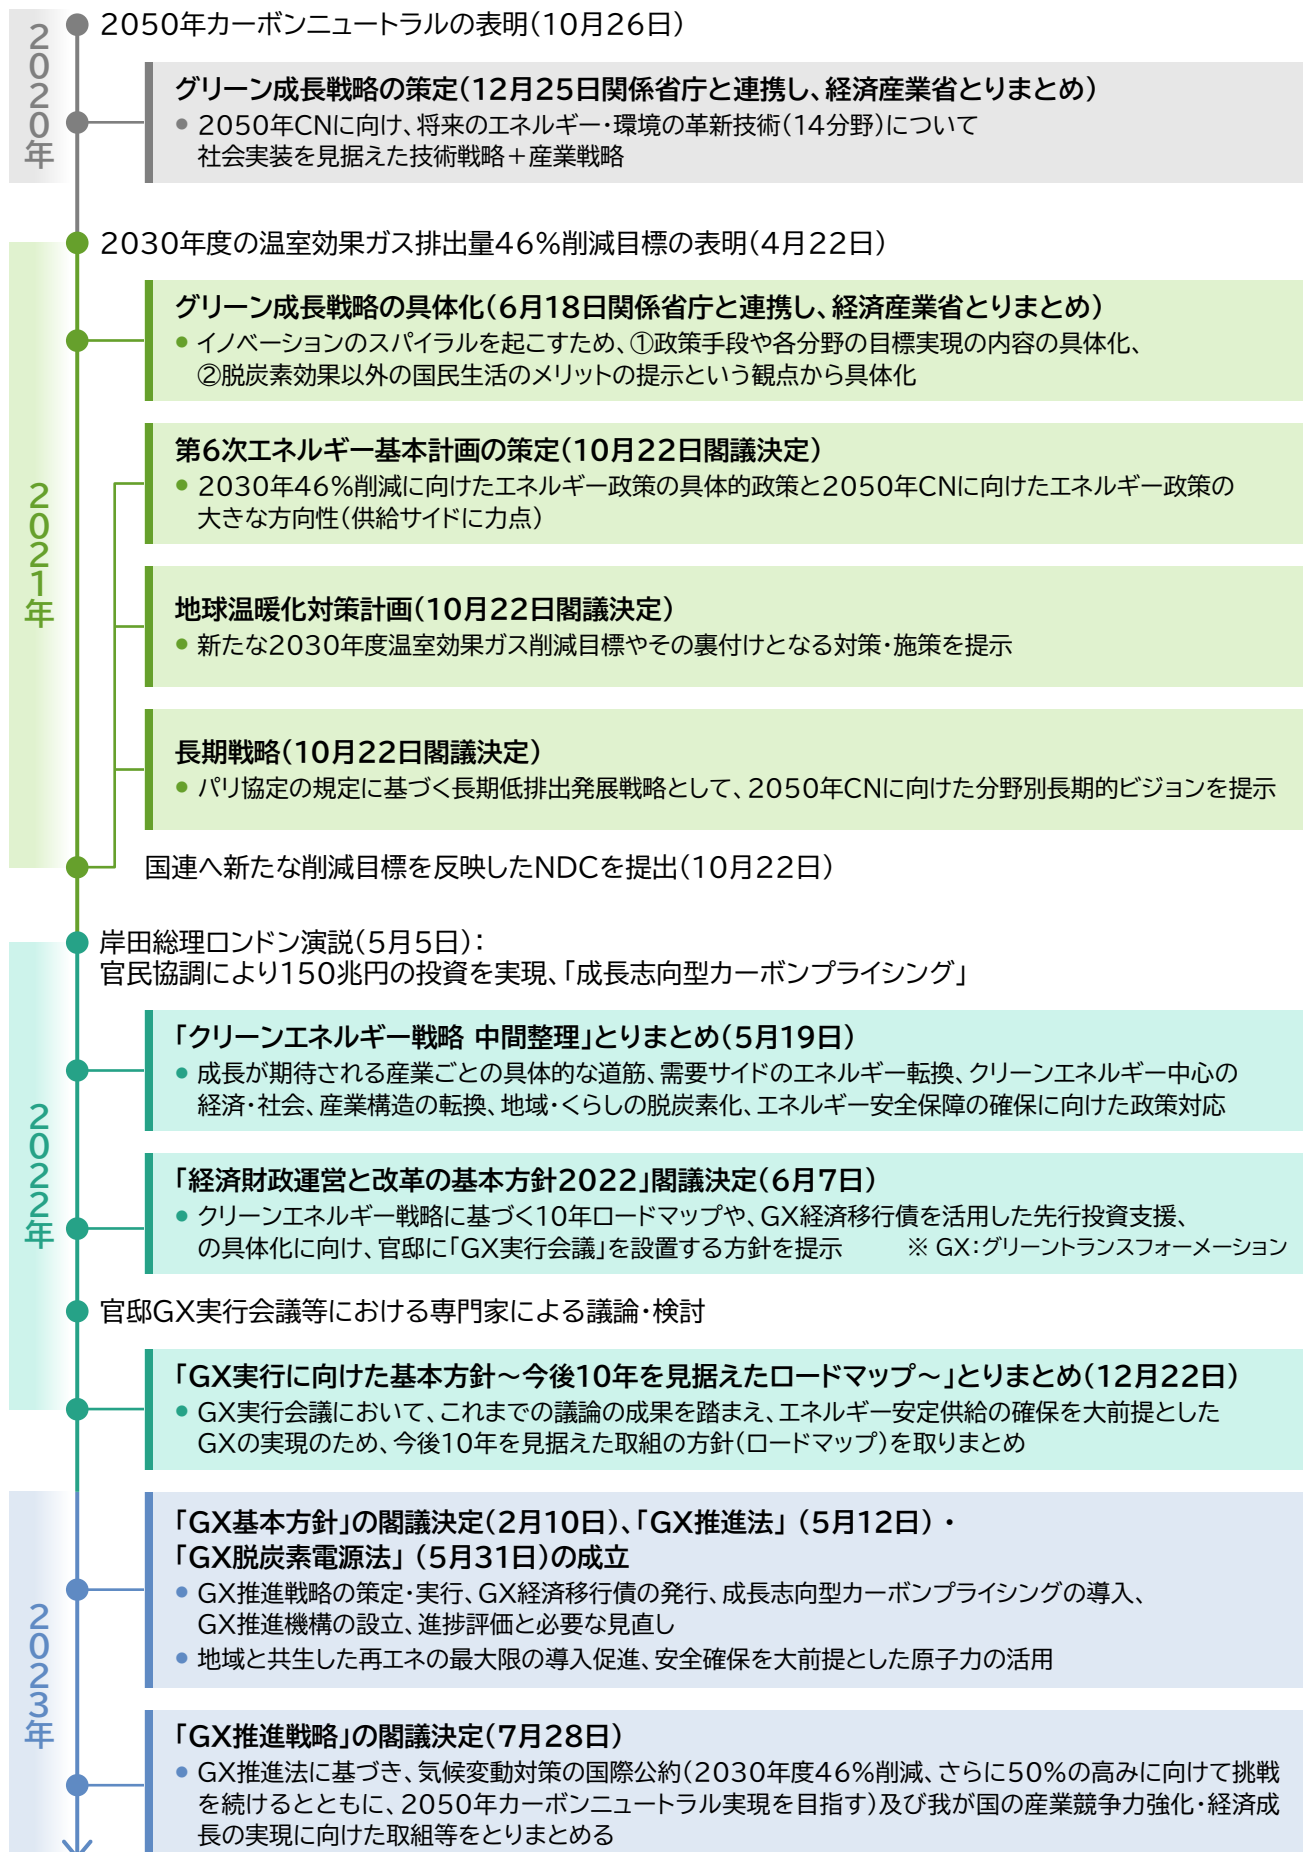 2020年
2050年カーボンニュートラルの表明(10月26日)
グリーン成長戦略の策定(12月25日関係省庁と連携し、経済産業省とりまとめ)
● 2050年CNに向け、将来のエネルギー・環境の革新技術(14分野)について
社会実装を見据えた技術戦略＋産業戦略
2021年
2030年度の温室効果ガス排出量46%削減目標の表明(4月22日)
グリーン成長戦略の具体化(6月18日関係省庁と連携し、経済産業省とりまとめ)
● イノベーションのスパイラルを起こすため、①政策手段や各分野の目標実現の内容の具体化、
②脱炭素効果以外の国民生活のメリットの提示という観点から具体化
第6次エネルギー基本計画の策定(10月22日閣議決定)
● 2030年46%削減に向けたエネルギー政策の具体的政策と2050年CNに向けたエネルギー政策の
大きな方向性(供給サイドに力点)
地球温暖化対策計画(10月22日閣議決定)
● 新たな2030年度温室効果ガス削減目標やその裏付けとなる対策・施策を提示
長期戦略(10月22日閣議決定)
● パリ協定の規定に基づく長期低排出発展戦略として、2050年CNに向けた分野別長期的ビジョンを提示
国連へ新たな削減目標を反映したNDCを提出(10月22日)
2022年
岸田総理ロンドン演説(5月5日)：
官民協調により150兆円の投資を実現、「成長志向型カーボンプライシング」
「クリーンエネルギー戦略 中間整理」とりまとめ(5月19日)
● 成長が期待される産業ごとの具体的な道筋、需要サイドのエネルギー転換、クリーンエネルギー中心の
経済・社会、産業構造の転換、地域・くらしの脱炭素化、エネルギー安全保障の確保に向けた政策対応
「経済財政運営と改革の基本方針2022」閣議決定(6月7日)
● クリーンエネルギー戦略に基づく10年ロードマップや、GX経済移行債を活用した先行投資支援、
の具体化に向け、官邸に「GX実行会議」を設置する方針を提示 ※ GX：グリーントランスフォーメーション
官邸GX実行会議等における専門家による議論・検討
「GX実行に向けた基本方針～今後10年を見据えたロードマップ～」とりまとめ(12月22日)
● GX実行会議において、これまでの議論の成果を踏まえ、エネルギー安定供給の確保を大前提とした
GXの実現のため、今後10年を見据えた取組の方針(ロードマップ)を取りまとめ
2023年
「GX基本方針」の閣議決定(2月10日)、「GX推進法」(5月12日)・
「GX脱炭素電源法」(5月31日)の成立
● GX推進戦略の策定・実行、GX経済移行債の発行、成長志向型カーボンプライシングの導入、
GX推進機構の設立、進捗評価と必要な見直し
● 地域と共生した再エネの最大限の導入促進、安全確保を大前提とした原子力の活用
「GX推進戦略」の閣議決定(7月28日)
● GX推進法に基づき、気候変動対策の国際公約(2030年度46%削減、さらに50%の高みに向けて挑戦
を続けるとともに、2050年カーボンニュートラル実現を目指す)及び我が国の産業競争力強化・経済成
長の実現に向けた取組等をとりまとめる